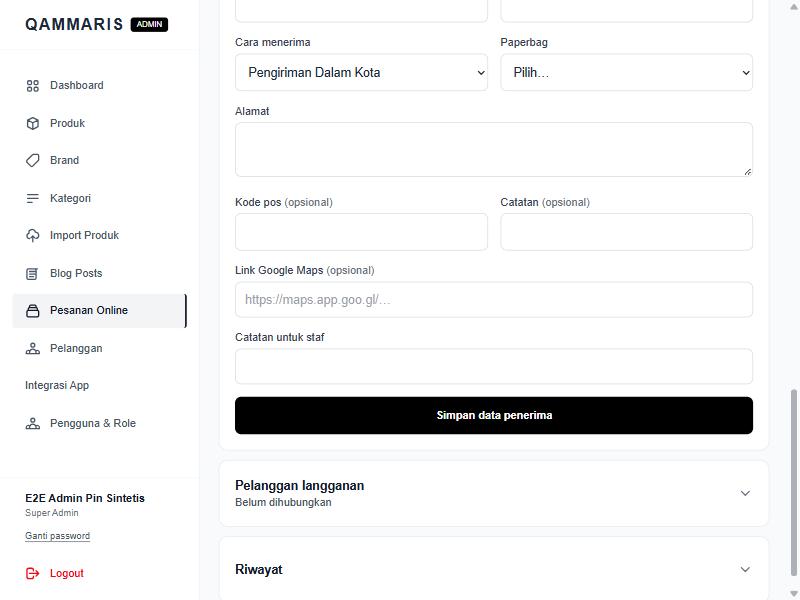 QAMMARIS ADMIN
Dashboard
Produk
Brand
Kategori
Import Produk
Blog Posts
Pesanan Online
Pelanggan
Integrasi App
Pengguna & Role
E2E Admin Pin Sintetis
Super Admin
Ganti password
Logout
Cara menerima
Paperbag
Pengiriman Dalam Kota
Pilih...
Alamat
Kode pos (opsional)
Catatan (opsional)
Link Google Maps (opsional)
https://maps.app.goo.gl/...
Catatan untuk staf
Simpan data penerima
Pelanggan langganan
Belum dihubungkan
Riwayat